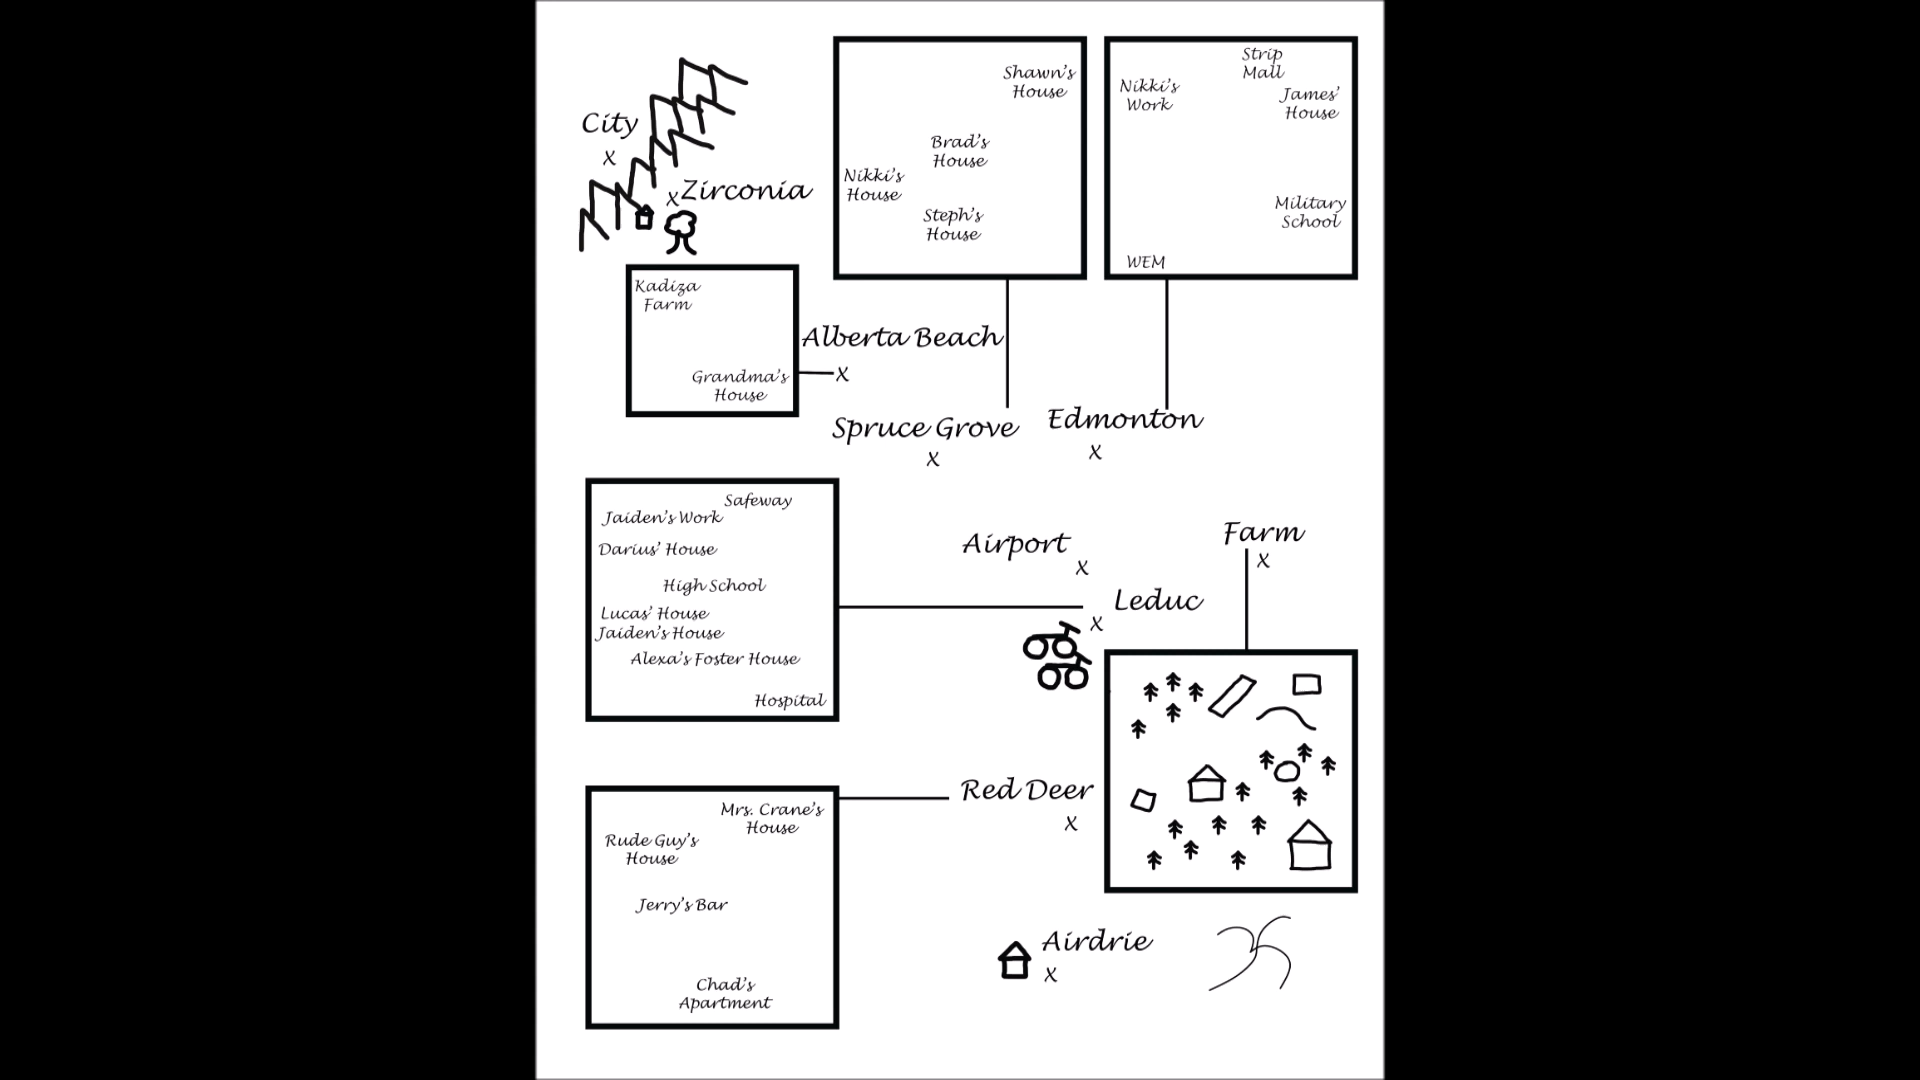 City
x
x Zirconia
Shawn's
House
Brad's
House
Nikki's
House
Steph's
House
Strip
Mall
Nikki's
Work
James'
House
Military
School
WEM
Kadiza
Farm
Grandma's
House
Alberta Beach
x
Spruce Grove
x
Edmonton
x
Safeway
Jaiden's Work
Darius' House
High School
Lucas' House
Jaiden's House
Alexa's Foster House
Hospital
Airport
x
Farm
x
Leduc
x
Red Deer
x
Mrs. Crane's
House
Rude Guy's
House
Jerry's Bar
Chad's
Apartment
Airdrie
x